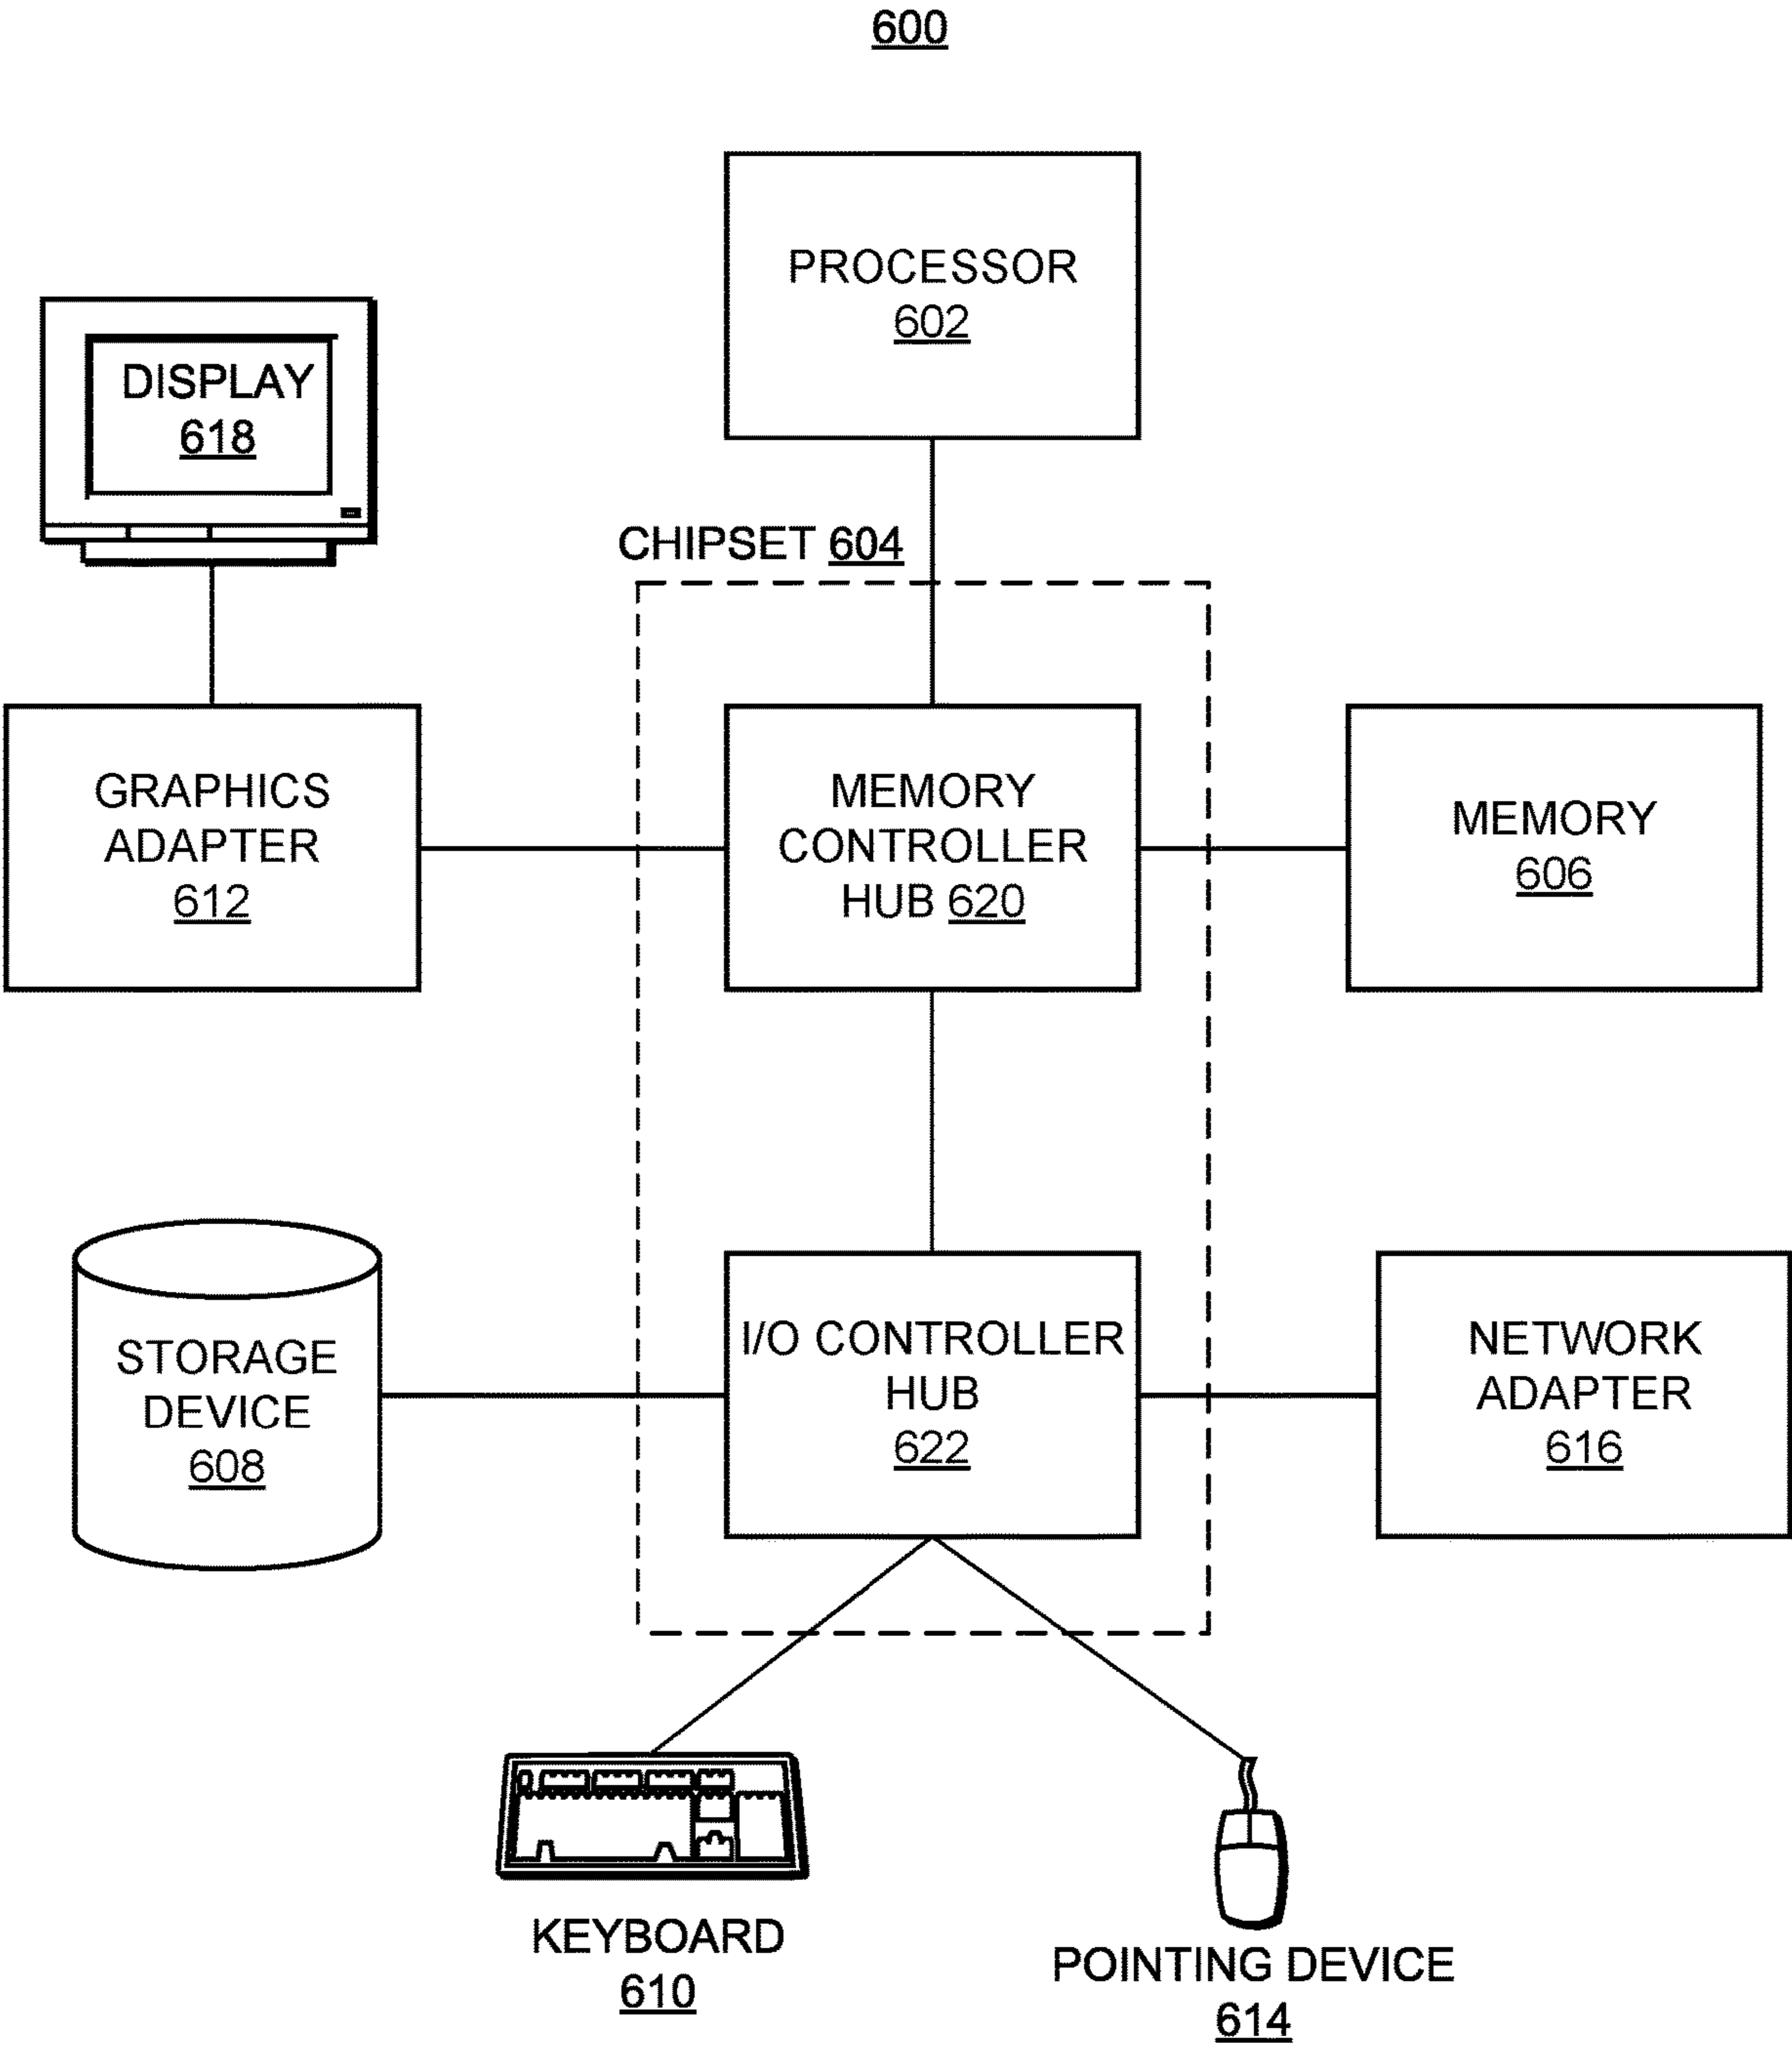 600
PROCESSOR
602
DISPLAY
618
CHIPSET 604
GRAPHICS
ADAPTER
612
MEMORY
CONTROLLER
HUB 620
MEMORY
606
STORAGE
DEVICE
608
I/O CONTROLLER
HUB
622
NETWORK
ADAPTER
616
KEYBOARD
610
POINTING DEVICE
614